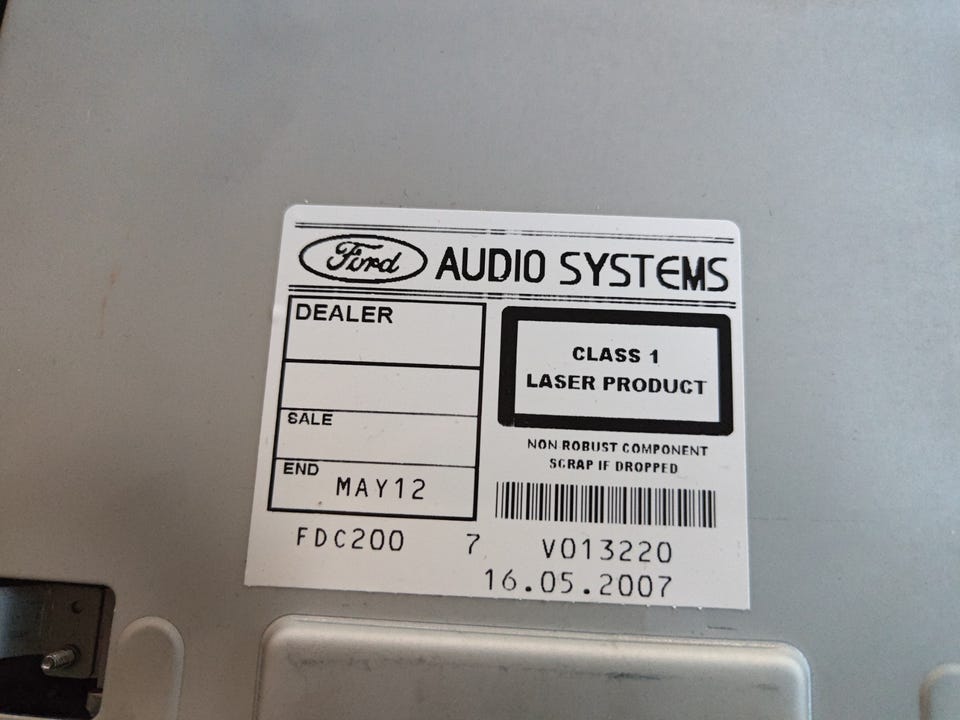 Ford AUDIO SYSTEMS
DEALER
SALE
END MAY12
CLASS 1
LASER PRODUCT
NON ROBUST COMPONENT
SCRAP IF DROPPED
FDC200 7 V013220
16.05.2007